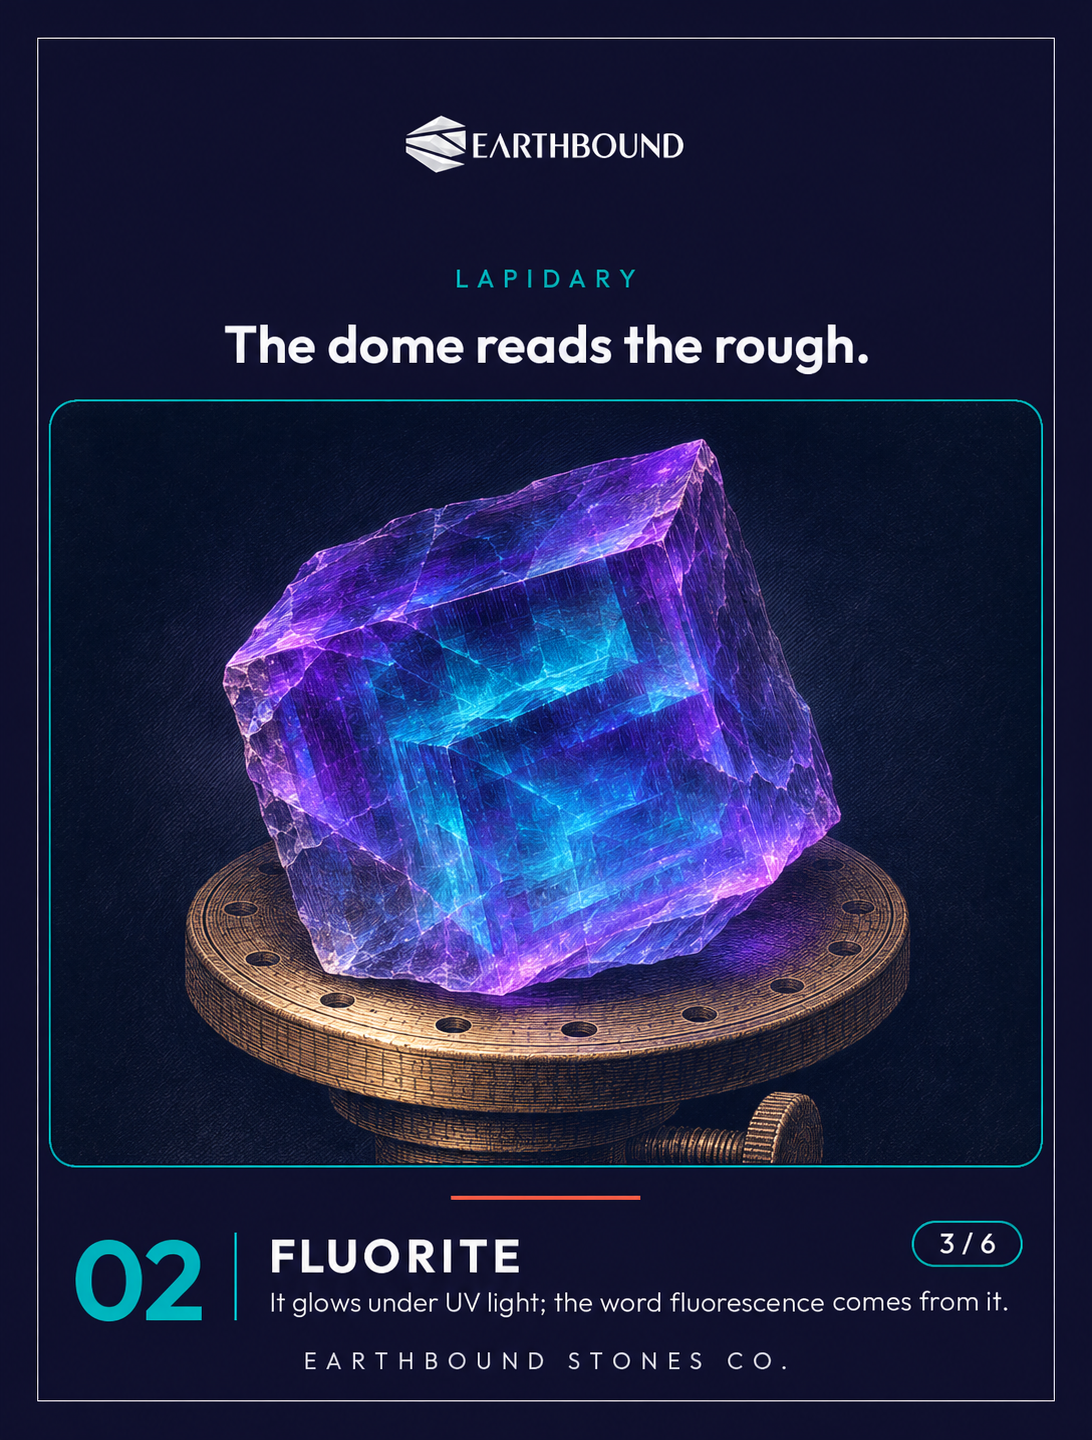 EARTHBOUND
LAPIDARY
The dome reads the rough.
02
FLUORITE
3 / 6
It glows under UV light; the word fluorescence comes from it.
EARTHBOUND STONES CO.